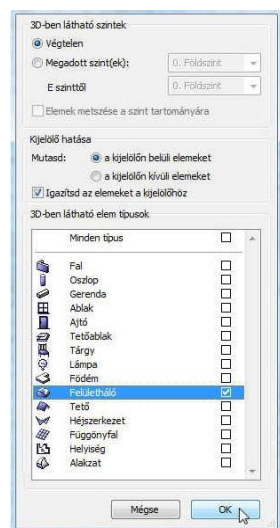 3D-ben látható szintek
Végtelen
Megadott szint(ek): 0. Földszint
E szinttől 0. Földszint
Elemek metszése a szint tartományára
Kijelölő hatása
Mutasd: a kijelölőn belüli elemeket
a kijelölőn kívüli elemeket
Igazítsd az elemeket a kijelölőhöz
3D-ben látható elem típusok
Minden típus
Fal
Oszlop
Gerenda
Ablak
Ajtó
Tetőablak
Tárgy
Lámpa
Födém
Felületháló
Tető
Héjszerkezet
Függönyfal
Helyiség
Alakzat
Mégse OK